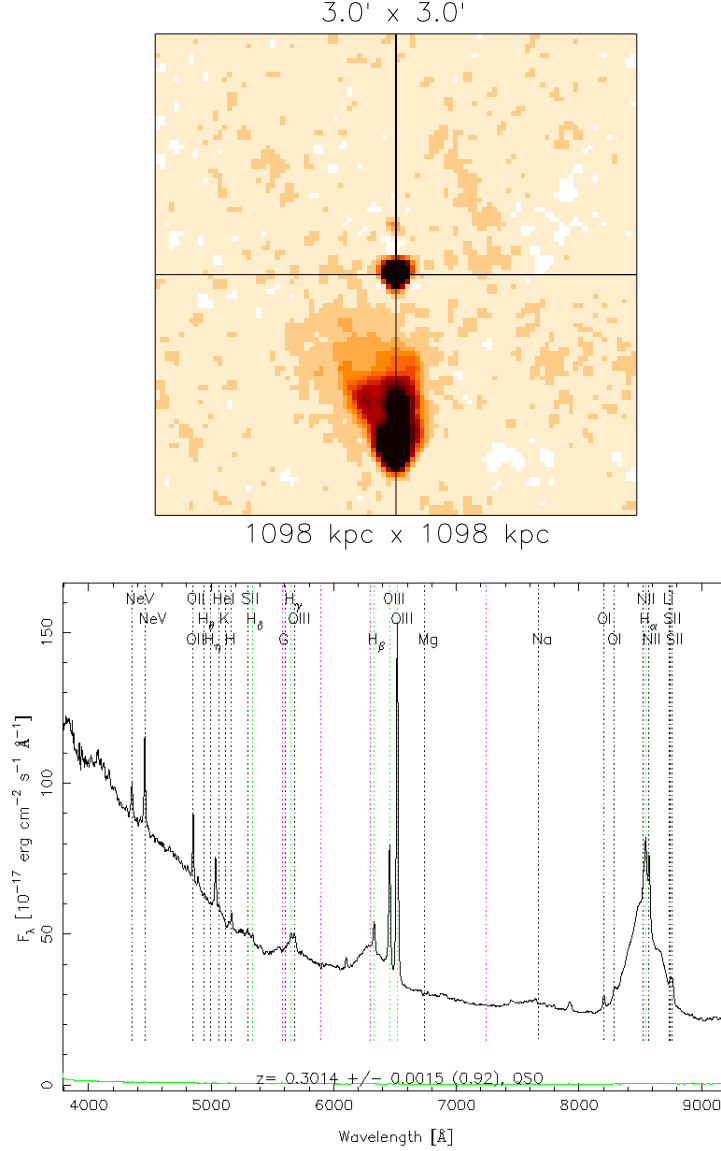 3.0' x 3.0'
1098 kpc x 1098 kpc
NeV OII HeI SII Hγ OIII NII Li
NeV Hθ K Hδ OIII OIII OI Hα SII
OII Hη H G Hβ Mg Na OI NII SII
150
100
50
0
F_λ [10⁻¹⁷ erg cm⁻² s⁻¹ Å⁻¹]
z= 0.3014 +/- 0.0015 (0.92), QSO
4000 5000 6000 7000 8000 9000
Wavelength [Å]